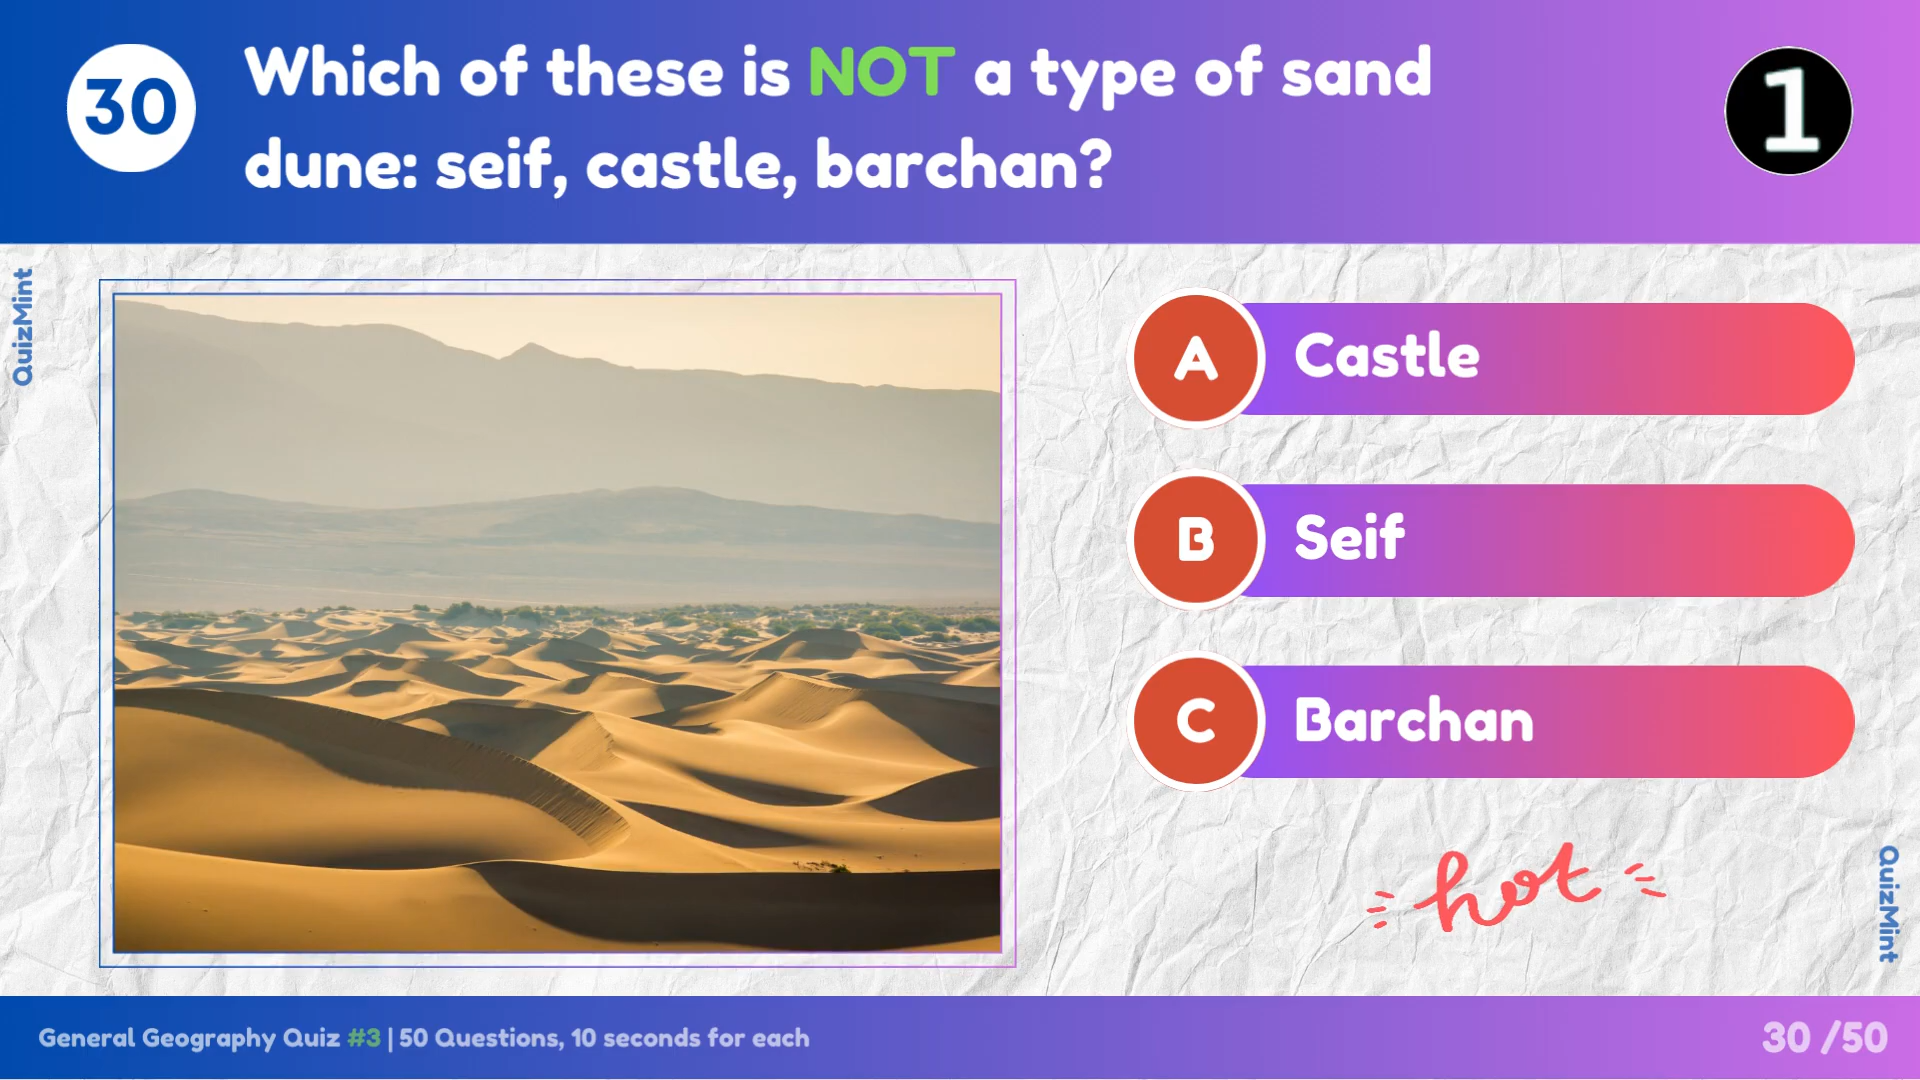 30
Which of these is NOT a type of sand
dune: seif, castle, barchan?
1
QuizMint
A Castle
B Seif
C Barchan
hot
QuizMint
General Geography Quiz #3 | 50 Questions, 10 seconds for each
30 /50